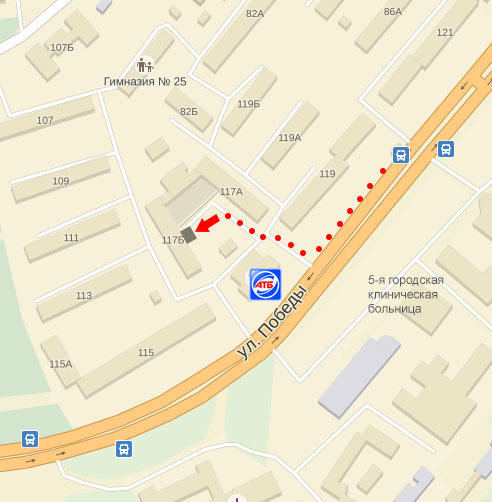 82А
86А
121
107Б
Гимназия № 25
119Б
82Б
107
119А
119
109
117А
111
117Б
5-я городская
клиническая
больница
АТБ
113
ул. Победы
115
115А